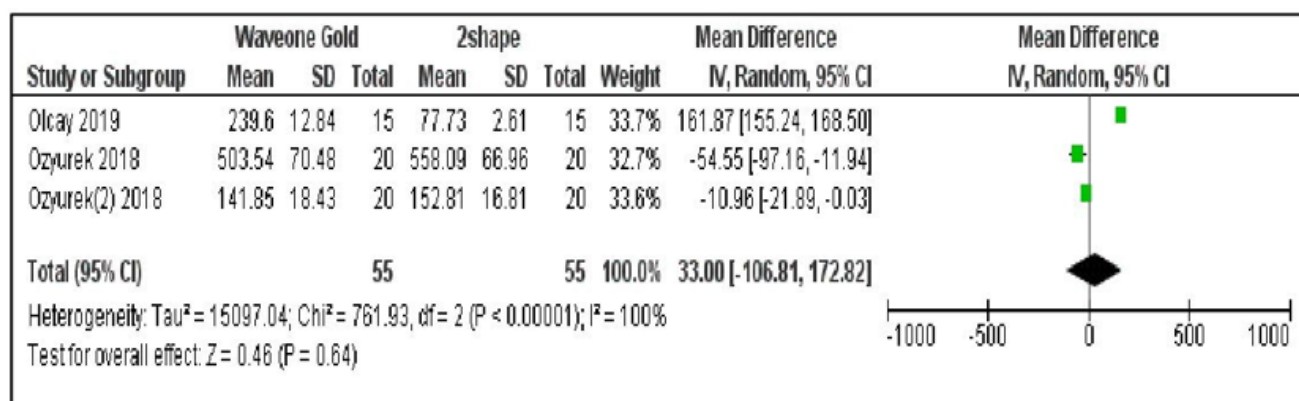 Waveone Gold 2shape Mean Difference Mean Difference
Study or Subgroup Mean SD Total Mean SD Total Weight IV, Random, 95% CI IV, Random, 95% CI
Olcay 2019 239.6 12.84 15 77.73 2.61 15 33.7% 161.87 [155.24, 168.50]
Ozyurek 2018 503.54 70.48 20 558.09 66.96 20 32.7% -54.55 [-97.16, -11.94]
Ozyurek(2) 2018 141.85 18.43 20 152.81 16.81 20 33.6% -10.96 [-21.89, -0.03]
Total (95% CI) 55 55 100.0% 33.00 [-106.81, 172.82]
Heterogeneity: Tau² = 15097.04; Chi² = 761.93, df = 2 (P < 0.00001); I² = 100%
Test for overall effect: Z = 0.46 (P = 0.64)
-1000 -500 0 500 1000